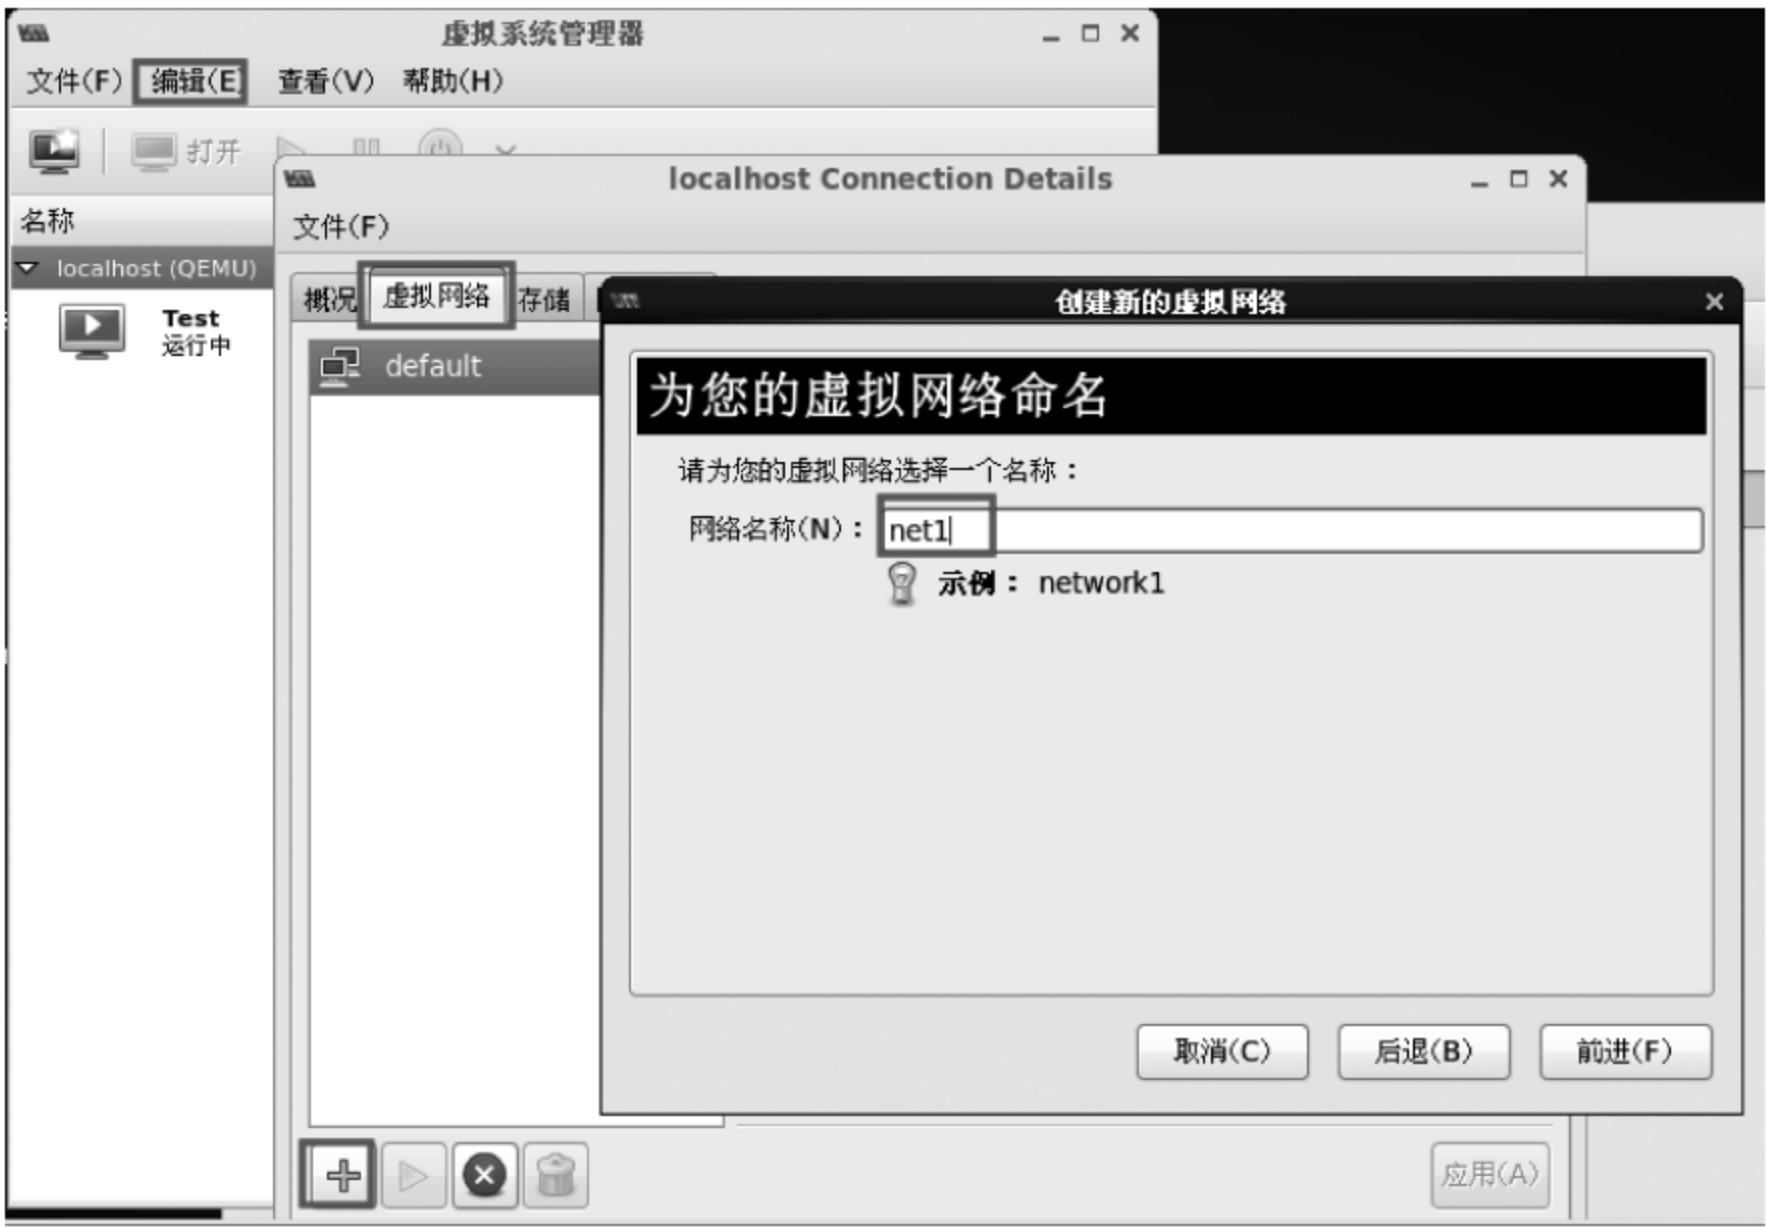 虚拟系统管理器
文件(F) 编辑(E) 查看(V) 帮助(H)
打开
名称
localhost (QEMU)
Test
运行中
localhost Connection Details
文件(F)
概况 虚拟网络 存储
default
创建新的虚拟网络
为您的虚拟网络命名
请为您的虚拟网络选择一个名称：
网络名称(N)： net1
示例： network1
取消(C) 后退(B) 前进(F)
应用(A)